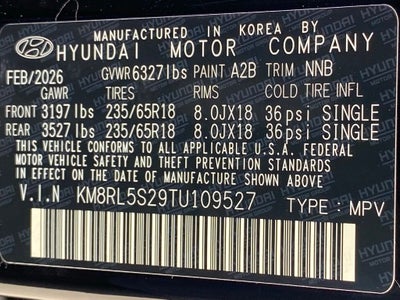 MANUFACTURED IN KOREA BY
HYUNDAI MOTOR COMPANY
FEB/2026 GVWR 6327lbs PAINT A2B TRIM NNB
GAWR TIRES RIMS COLD TIRE INFL
FRONT 3197lbs 235/65R18 8.0JX18 36psi SINGLE
REAR 3527lbs 235/65R18 8.0JX18 36psi SINGLE
THIS VEHICLE CONFORMS TO ALL APPLICABLE U.S.A. FEDERAL
MOTOR VEHICLE SAFETY BUMPER, AND THEFT PREVENTION
STANDARDS IN EFFECT ON THE DATE OF MANUFACTURE SHOWN ABOVE.
V.I.N KM8RL5S29TU109527 TYPE: MPV